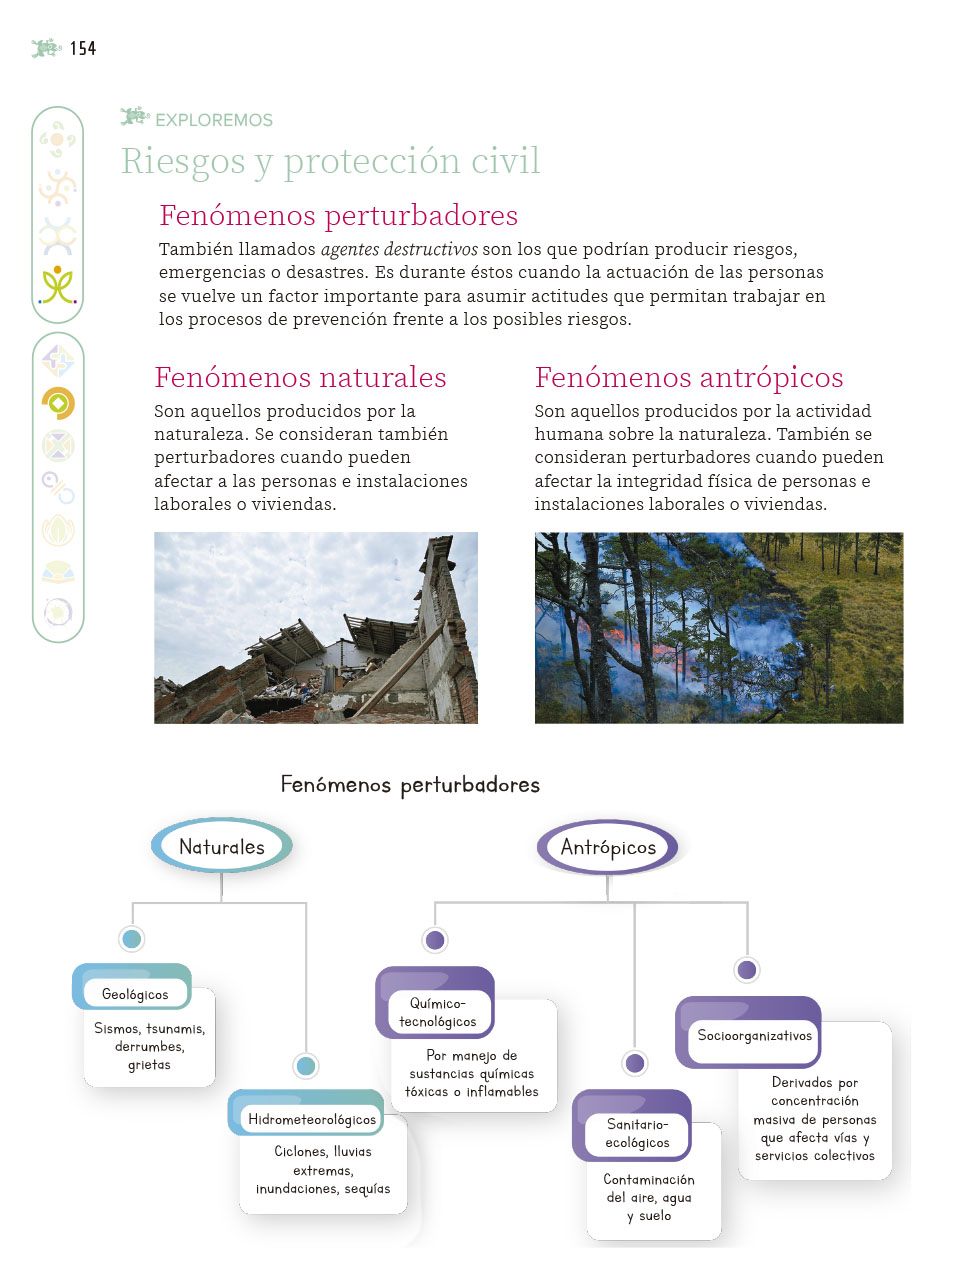 154
EXPLOREMOS
Riesgos y protección civil
Fenómenos perturbadores
También llamados agentes destructivos son los que podrían producir riesgos,
emergencias o desastres. Es durante éstos cuando la actuación de las personas
se vuelve un factor importante para asumir actitudes que permitan trabajar en
los procesos de prevención frente a los posibles riesgos.
Fenómenos naturales
Son aquellos producidos por la
naturaleza. Se consideran también
perturbadores cuando pueden
afectar a las personas e instalaciones
laborales o viviendas.
Fenómenos antrópicos
Son aquellos producidos por la actividad
humana sobre la naturaleza. También se
consideran perturbadores cuando pueden
afectar la integridad física de personas e
instalaciones laborales o viviendas.
Fenómenos perturbadores
Naturales
Geológicos
Sismos, tsunamis,
derrumbes,
grietas
Hidrometeorológicos
Ciclones, lluvias
extremas,
inundaciones, sequías
Antrópicos
Químico-
tecnológicos
Por manejo de
sustancias químicas
tóxicas o inflamables
Sanitario-
ecológicos
Contaminación
del aire, agua
y suelo
Socioorganizativos
Derivados por
concentración
masiva de personas
que afecta vías y
servicios colectivos